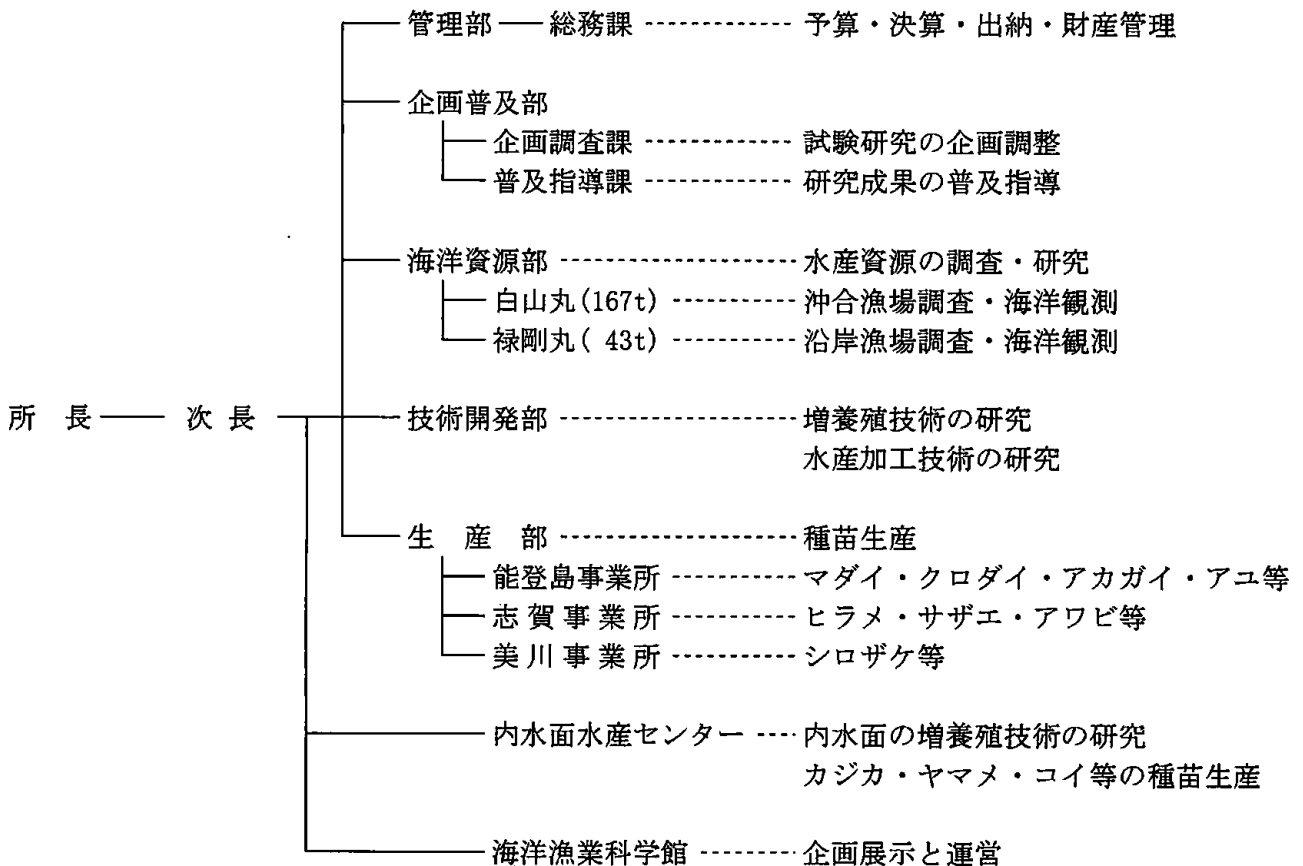 管理部 総務課 予算・決算・出納・財産管理
企画普及部
企画調査課 試験研究の企画調整
普及指導課 研究成果の普及指導
海洋資源部 水産資源の調査・研究
白山丸(167t) 沖合漁場調査・海洋観測
禄剛丸( 43t) 沿岸漁場調査・海洋観測
所 長 次 長 技術開発部 増養殖技術の研究
水産加工技術の研究
生 産 部 種苗生産
能登島事業所 マダイ・クロダイ・アカガイ・アユ等
志賀事業所 ヒラメ・サザエ・アワビ等
美川事業所 シロザケ等
内水面水産センター 内水面の増養殖技術の研究
カジカ・ヤマメ・コイ等の種苗生産
海洋漁業科学館 企画展示と運営